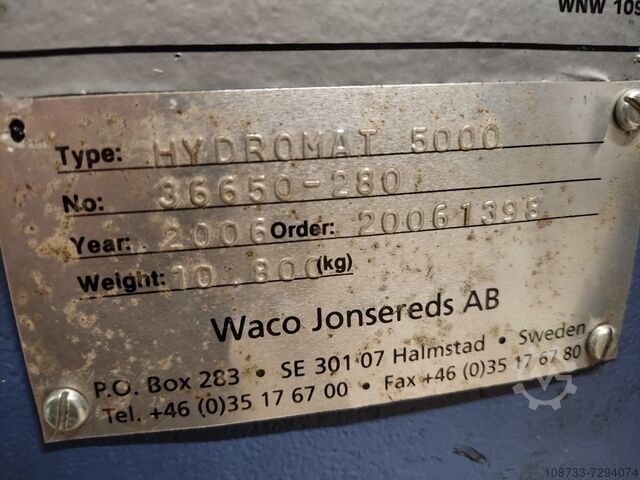 WNW 109
Type: HYDROMAT 5000
No: 36650-280
Year: 2006 Order: 20061398
Weight: 10.800 (kg)
Waco Jonsereds AB
P.O. Box 283 • SE 301 07 Halmstad • Sweden
Tel. +46 (0)35 17 67 00 • Fax +46 (0)35 17 67 80
108733-7294074